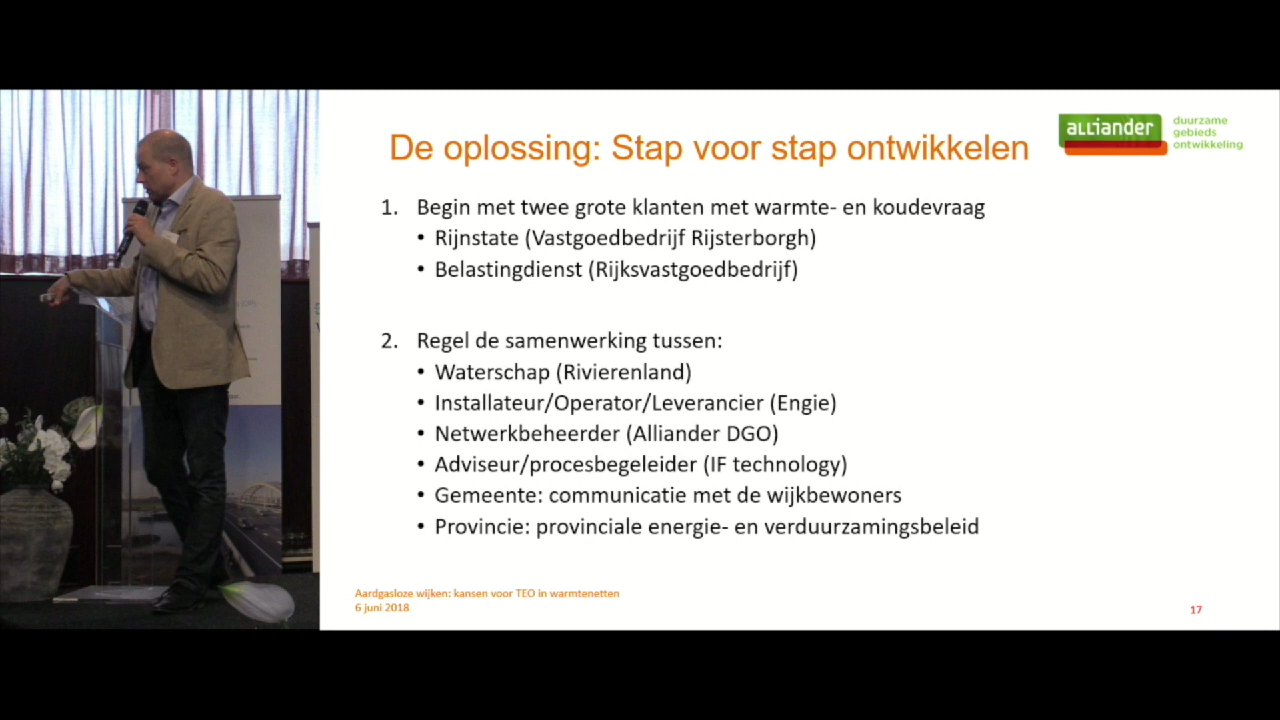 De oplossing: Stap voor stap ontwikkelen
alliander
duurzame
gebieds
ontwikkeling
1. Begin met twee grote klanten met warmte- en koudevraag
• Rijnstate (Vastgoedbedrijf Rijsterborgh)
• Belastingdienst (Rijksvastgoedbedrijf)
2. Regel de samenwerking tussen:
• Waterschap (Rivierenland)
• Installateur/Operator/Leverancier (Engie)
• Netwerkbeheerder (Alliander DGO)
• Adviseur/procesbegeleider (IF technology)
• Gemeente: communicatie met de wijkbewoners
• Provincie: provinciale energie- en verduurzamingsbeleid
Aardgasloze wijken: kansen voor TEO in warmtenetten
6 juni 2018
17